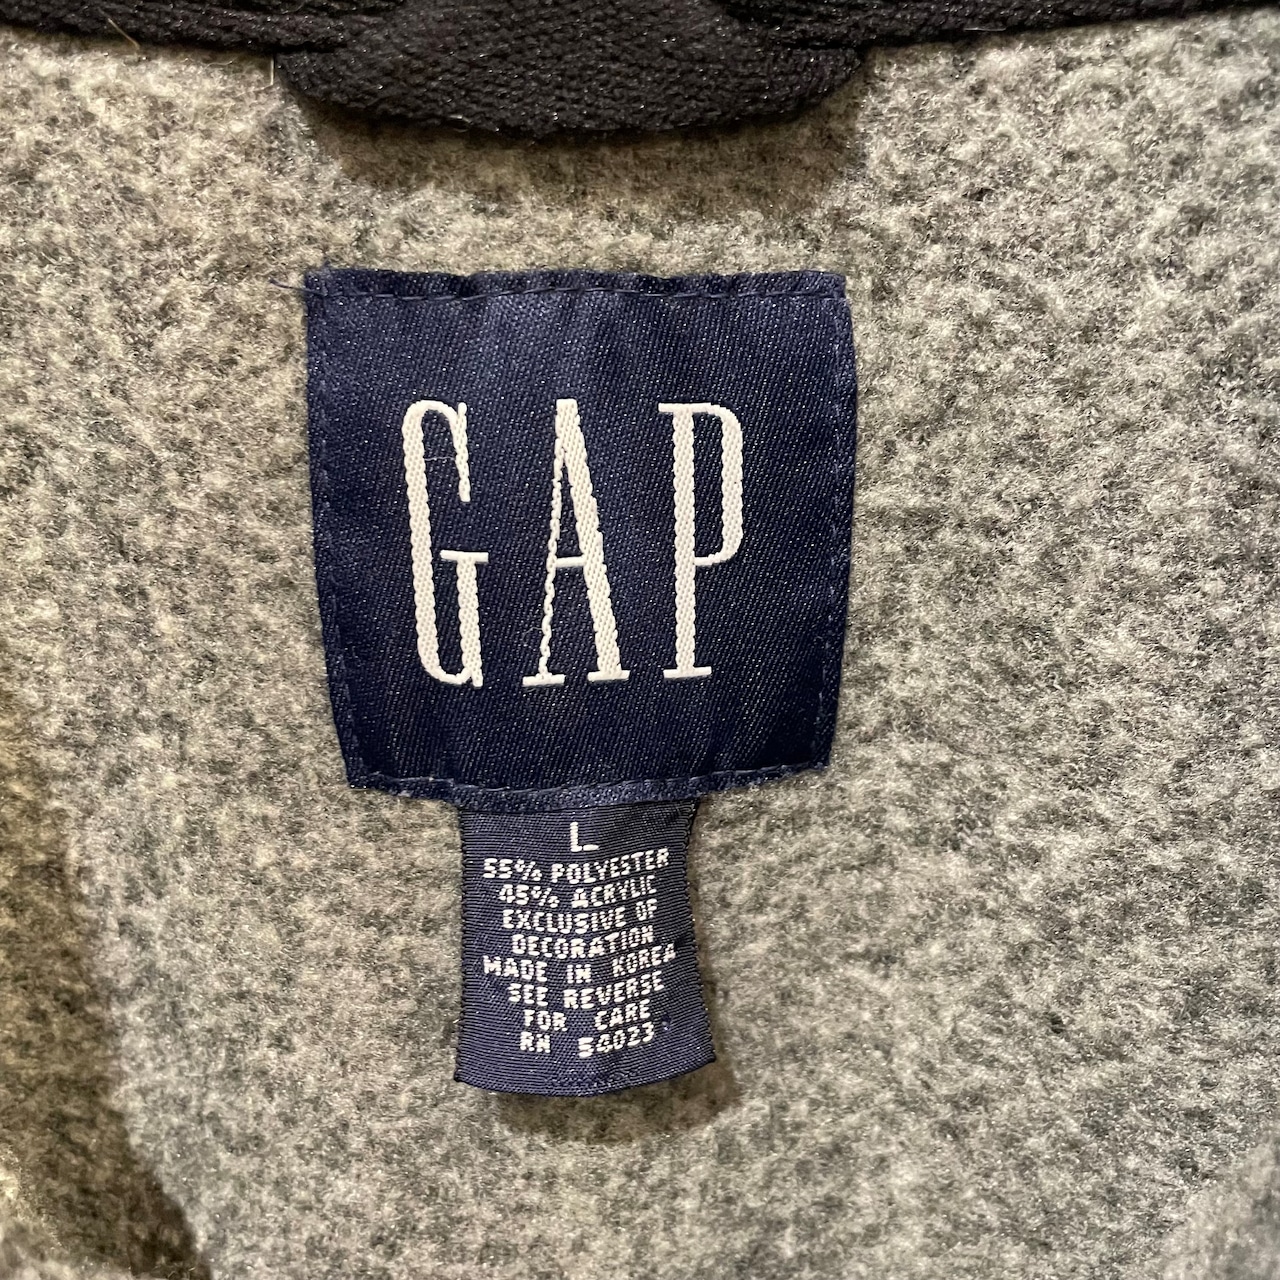 GAP
L
55% POLYESTER
45% ACRYLIC
EXCLUSIVE OF
DECORATION
MADE IN KOREA
SEE REVERSE
FOR CARE
RN 54023